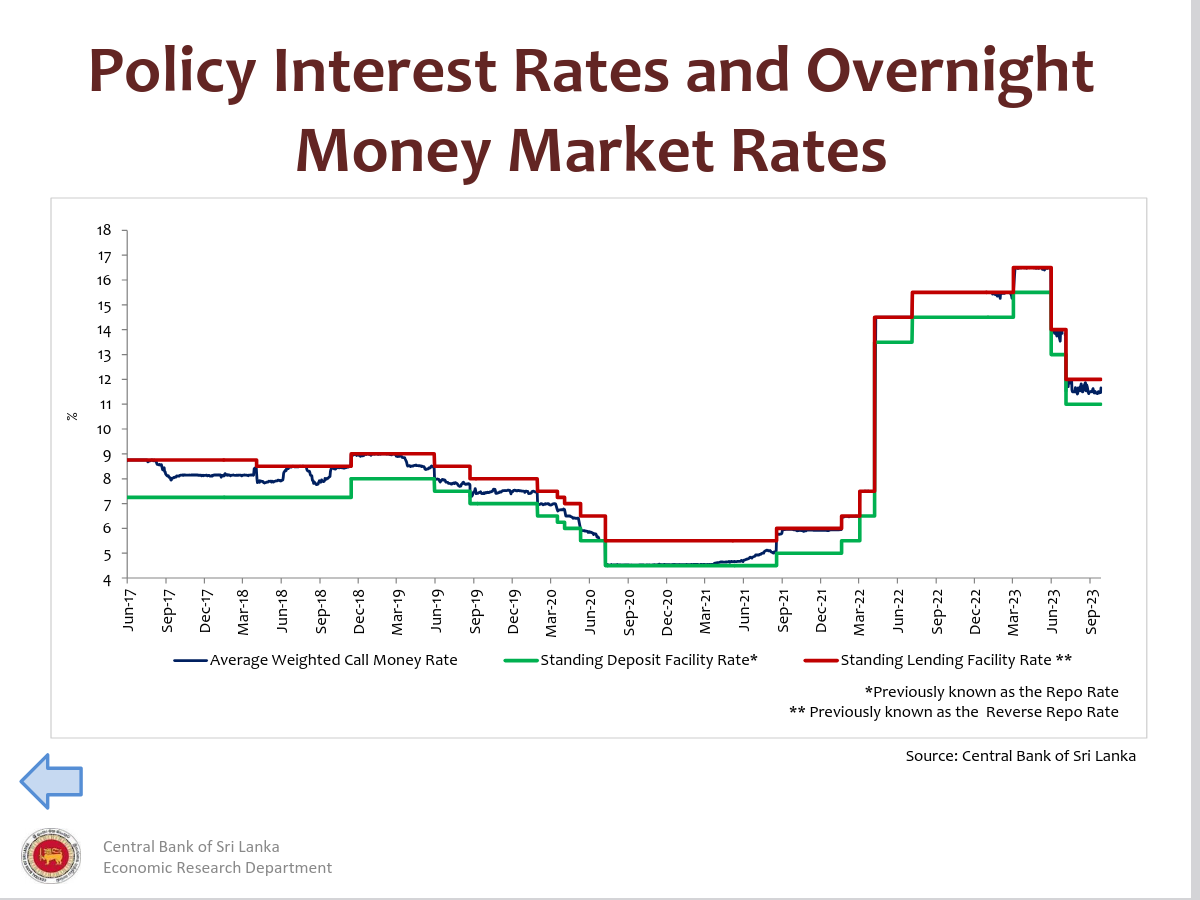 Policy Interest Rates and Overnight
Money Market Rates
18
17
16
15
14
13
12
11
10
9
8
7
6
5
4
%
Jun-17
Sep-17
Dec-17
Mar-18
Jun-18
Sep-18
Dec-18
Mar-19
Jun-19
Sep-19
Dec-19
Mar-20
Jun-20
Sep-20
Dec-20
Mar-21
Jun-21
Sep-21
Dec-21
Mar-22
Jun-22
Sep-22
Dec-22
Mar-23
Jun-23
Sep-23
Average Weighted Call Money Rate
Standing Deposit Facility Rate*
Standing Lending Facility Rate **
*Previously known as the Repo Rate
** Previously known as the Reverse Repo Rate
Source: Central Bank of Sri Lanka
Central Bank of Sri Lanka
Economic Research Department